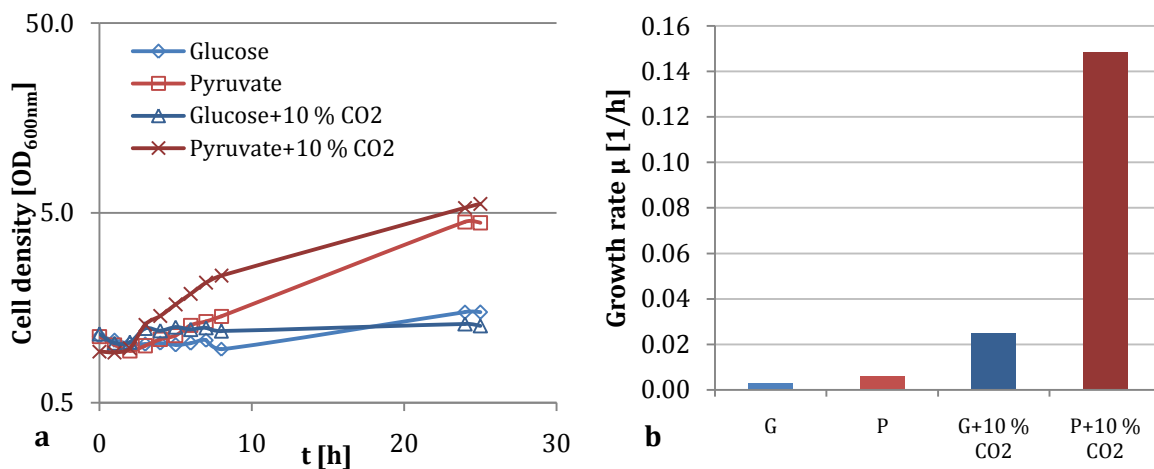 50.0
5.0
0.5
Cell density [OD600nm]
Glucose
Pyruvate
Glucose+10 % CO2
Pyruvate+10 % CO2
0
10
20
30
t [h]
a
Growth rate µ [1/h]
0.16
0.14
0.12
0.10
0.08
0.06
0.04
0.02
0.00
G
P
G+10 %
CO2
P+10 %
CO2
b